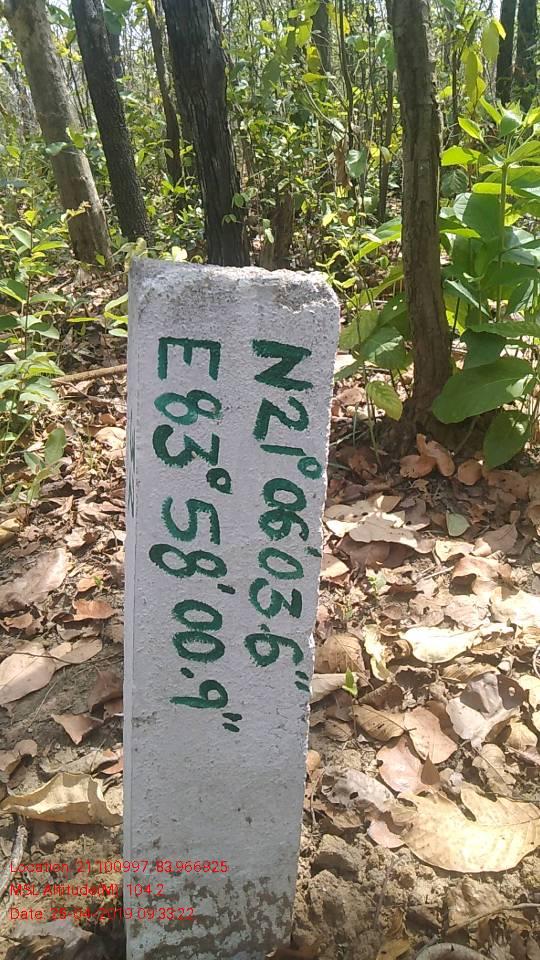 N21°06'03.6"
E83°58'00.9"
Location: 21.100997, 83.966825
MSL Altitude(M): 104.2
Date: 25-04-2019 09:33:22